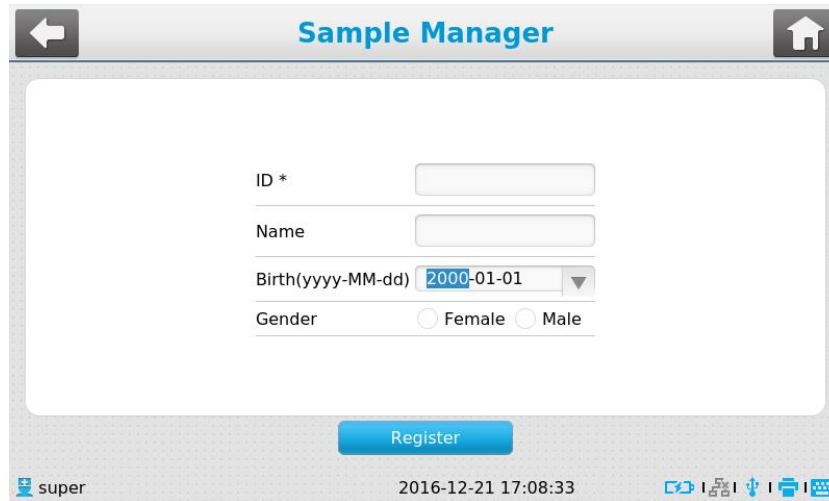 Sample Manager
ID *
Name
Birth(yyyy-MM-dd) 2000-01-01
Gender Female Male
Register
super 2016-12-21 17:08:33